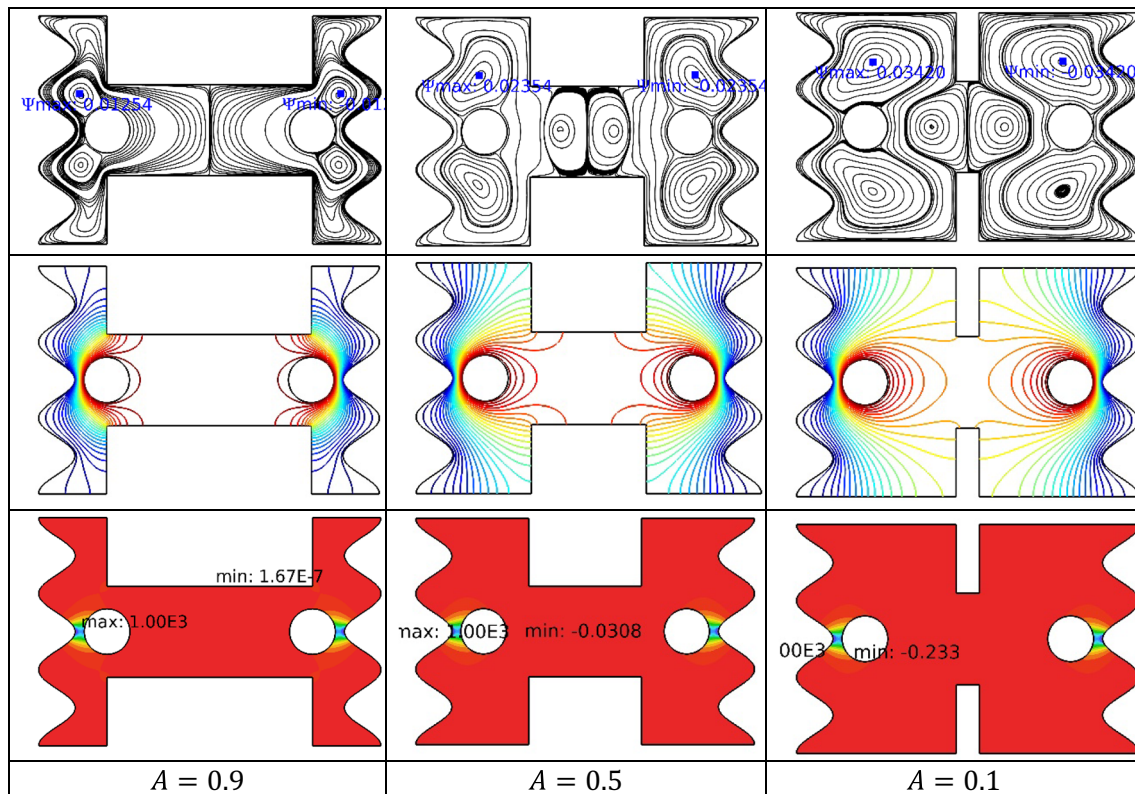 Ψmax: 0.01254
Ψmin: -0.01
Ψmax: 0.02354
Ψmin: -0.02354
Ψmax: 0.03420
Ψmin: -0.03420
min: 1.67E-7
max: 1.00E3
max: 1.00E3
min: -0.0308
00E3
min: -0.233
A = 0.9
A = 0.5
A = 0.1